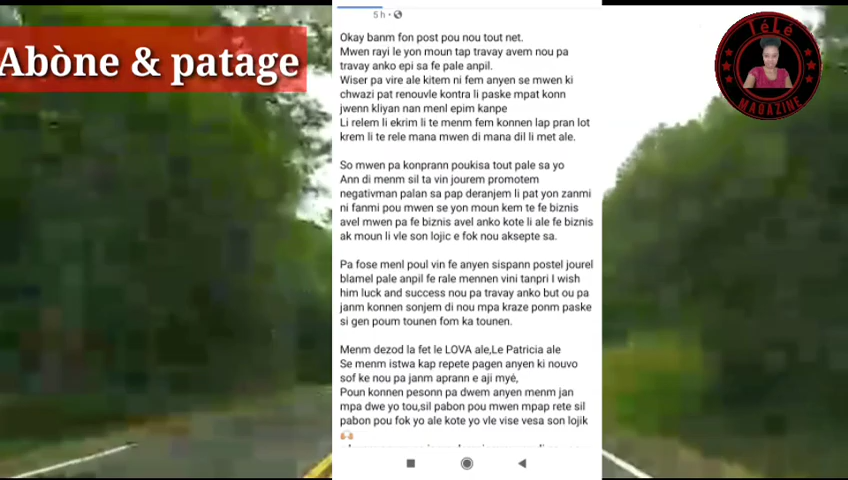 5 h
Okay banm fon post pou nou tout net.
Mwen rayi le yon moun tap travay avem nou pa
travay anko epi sa fe pale anpil.
Wiser pa vire ale kitem ni fem anyen se mwen ki
chwazi pat renouvle kontra li paske mpat konn
jwenn kliyan nan menl epim kanpe
Li relem li ekrim li te menm fem konnen lap pran lot
krem li te rele mana mwen di mana dil li met ale.
So mwen pa konprann poukisa tout pale sa yo
Ann di menm sil ta vin jourem promotem
negativman palan sa pap deranjem li pat yon zanmi
ni fanmi pou mwen se yon moun kem te fe biznis
avel mwen pa fe biznis avel anko kote li ale fe biznis
ak moun li vle son lojic e fok nou aksepte sa.
Pa fose menl poul vin fe anyen sispann postel jourel
blamel pale anpil fe rale mennen vini tanpri I wish
him luck and success nou pa travay anko but ou pa
janm konnen sonjem di nou mpa kraze ponm paske
si gen poum tounen fom ka tounen.
Menm dezod la fet le LOVA ale,Le Patricia ale
Se menm istwa kap repete pagen anyen ki nouvo
sof ke nou pa janm aprann e aji myé,
Poun konnen pesonn pa dwem anyen menm jan
mpa dwe yo tou,sil pabon pou mwen mpap rete sil
pabon pou fok yo ale kote yo vle vise vesa son lojik
Abòne & patage
TéLé
MAGAZINE